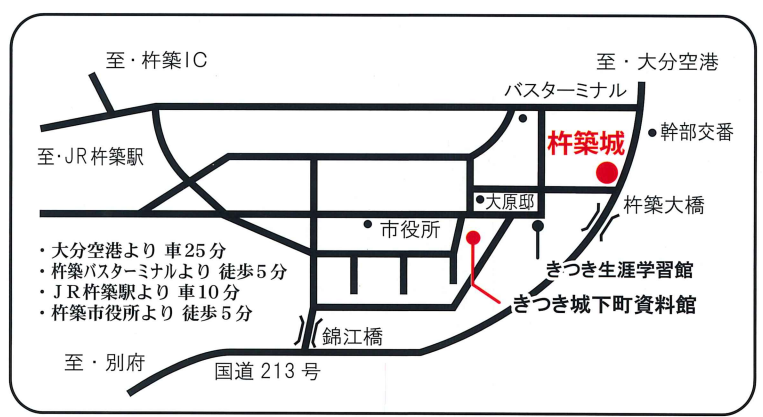 至・杵築IC
至・大分空港
バスターミナル
杵築城
幹部交番
至・JR杵築駅
大原邸
杵築大橋
市役所
・大分空港より 車25分
・杵築バスターミナルより 徒歩5分
・JR杵築駅より 車10分
・杵築市役所より 徒歩5分
きつき生涯学習館
きつき城下町資料館
錦江橋
至・別府
国道213号